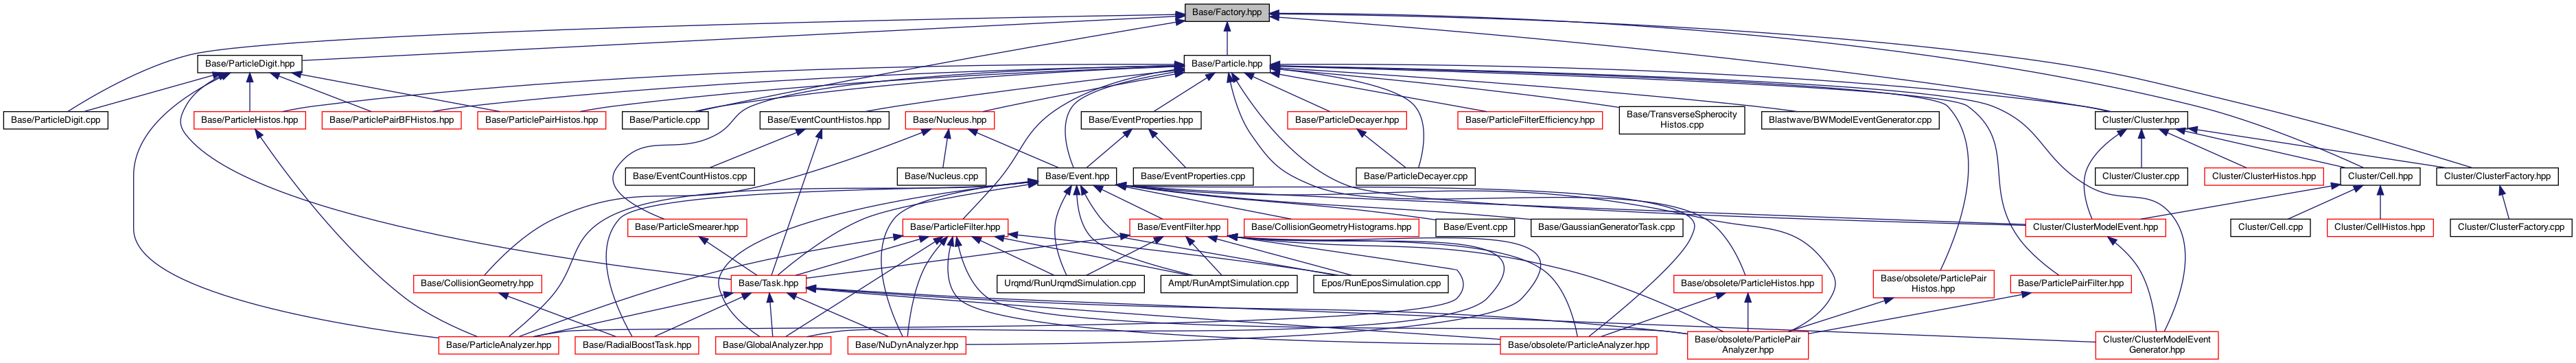 Base/Factory.hpp
Base/ParticleDigit.hpp
Base/Particle.hpp
Base/ParticleDigit.cpp
Base/ParticleHistos.hpp
Base/ParticlePairBFHistos.hpp
Base/ParticlePairHistos.hpp
Base/Particle.cpp
Base/EventCountHistos.hpp
Base/Nucleus.hpp
Base/EventProperties.hpp
Base/ParticleDecayer.hpp
Base/ParticleFilterEfficiency.hpp
Base/TransverseSpherocity
Histos.cpp
Blastwave/BWModelEventGenerator.cpp
Cluster/Cluster.hpp
Base/EventCountHistos.cpp
Base/Nucleus.cpp
Base/Event.hpp
Base/EventProperties.cpp
Base/ParticleDecayer.cpp
Cluster/Cluster.cpp
Cluster/ClusterHistos.hpp
Cluster/Cell.hpp
Cluster/ClusterFactory.hpp
Base/ParticleSmearer.hpp
Base/ParticleFilter.hpp
Base/EventFilter.hpp
Base/CollisionGeometryHistograms.hpp
Base/Event.cpp
Base/GaussianGeneratorTask.cpp
Cluster/ClusterModelEvent.hpp
Cluster/Cell.cpp
Cluster/CellHistos.hpp
Cluster/ClusterFactory.cpp
Base/CollisionGeometry.hpp
Base/Task.hpp
Urqmd/RunUrqmdSimulation.cpp
Ampt/RunAmptSimulation.cpp
Epos/RunEposSimulation.cpp
Base/obsolete/ParticleHistos.hpp
Base/obsolete/ParticlePair
Histos.hpp
Base/ParticlePairFilter.hpp
Base/ParticleAnalyzer.hpp
Base/RadialBoostTask.hpp
Base/GlobalAnalyzer.hpp
Base/NuDynAnalyzer.hpp
Base/obsolete/ParticleAnalyzer.hpp
Base/obsolete/ParticlePair
Analyzer.hpp
Cluster/ClusterModelEvent
Generator.hpp